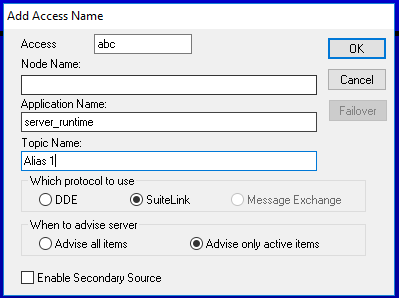 Add Access Name
Access abc
OK
Node Name:
Cancel
Application Name:
server_runtime
Failover
Topic Name:
Alias 1
Which protocol to use
DDE SuiteLink Message Exchange
When to advise server
Advise all items Advise only active items
Enable Secondary Source